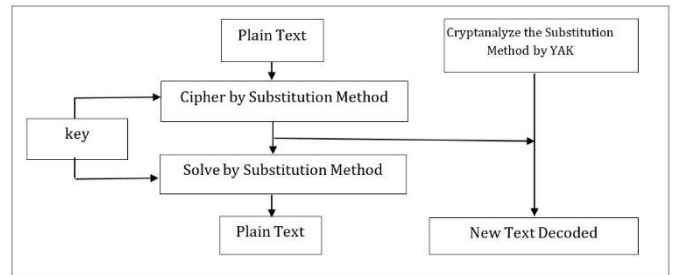 Plain Text
Cryptanalyze the Substitution
Method by YAK
Cipher by Substitution Method
key
Solve by Substitution Method
Plain Text
New Text Decoded